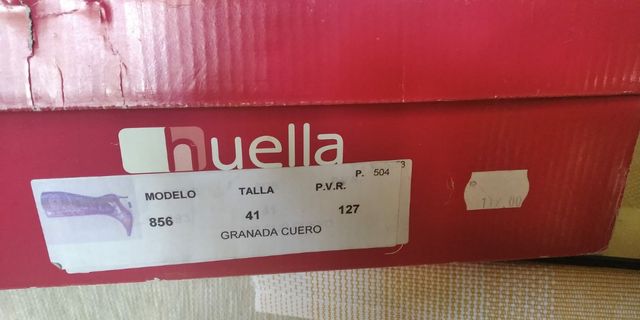 huella
P. 504
MODELO TALLA P.V.R.
856 41 127
GRANADA CUERO